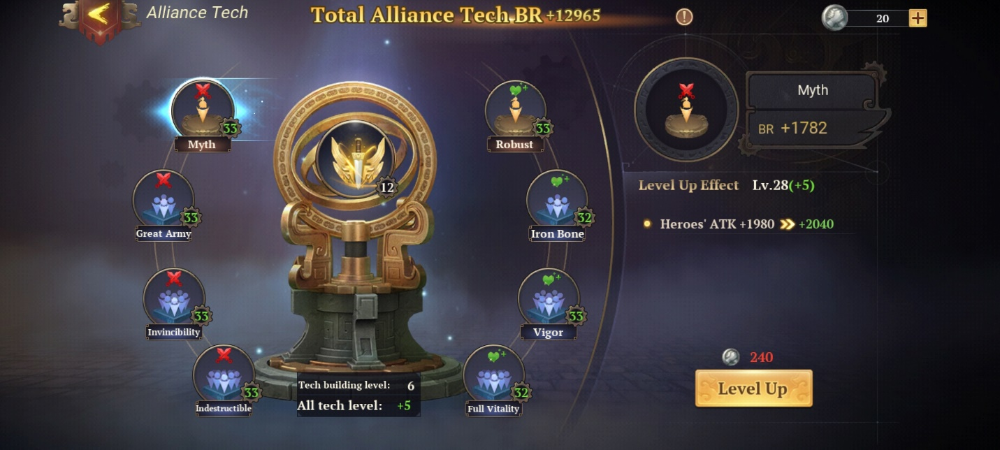 Alliance Tech
Total Alliance Tech BR +12965
20
33
Myth
33
Great Army
33
Invincibility
33
Indestructible
12
Tech building level: 6
All tech level: +5
33
Robust
32
Iron Bone
33
Vigor
32
Full Vitality
Myth
BR +1782
Level Up Effect Lv.28(+5)
Heroes' ATK +1980 +2040
240
Level Up